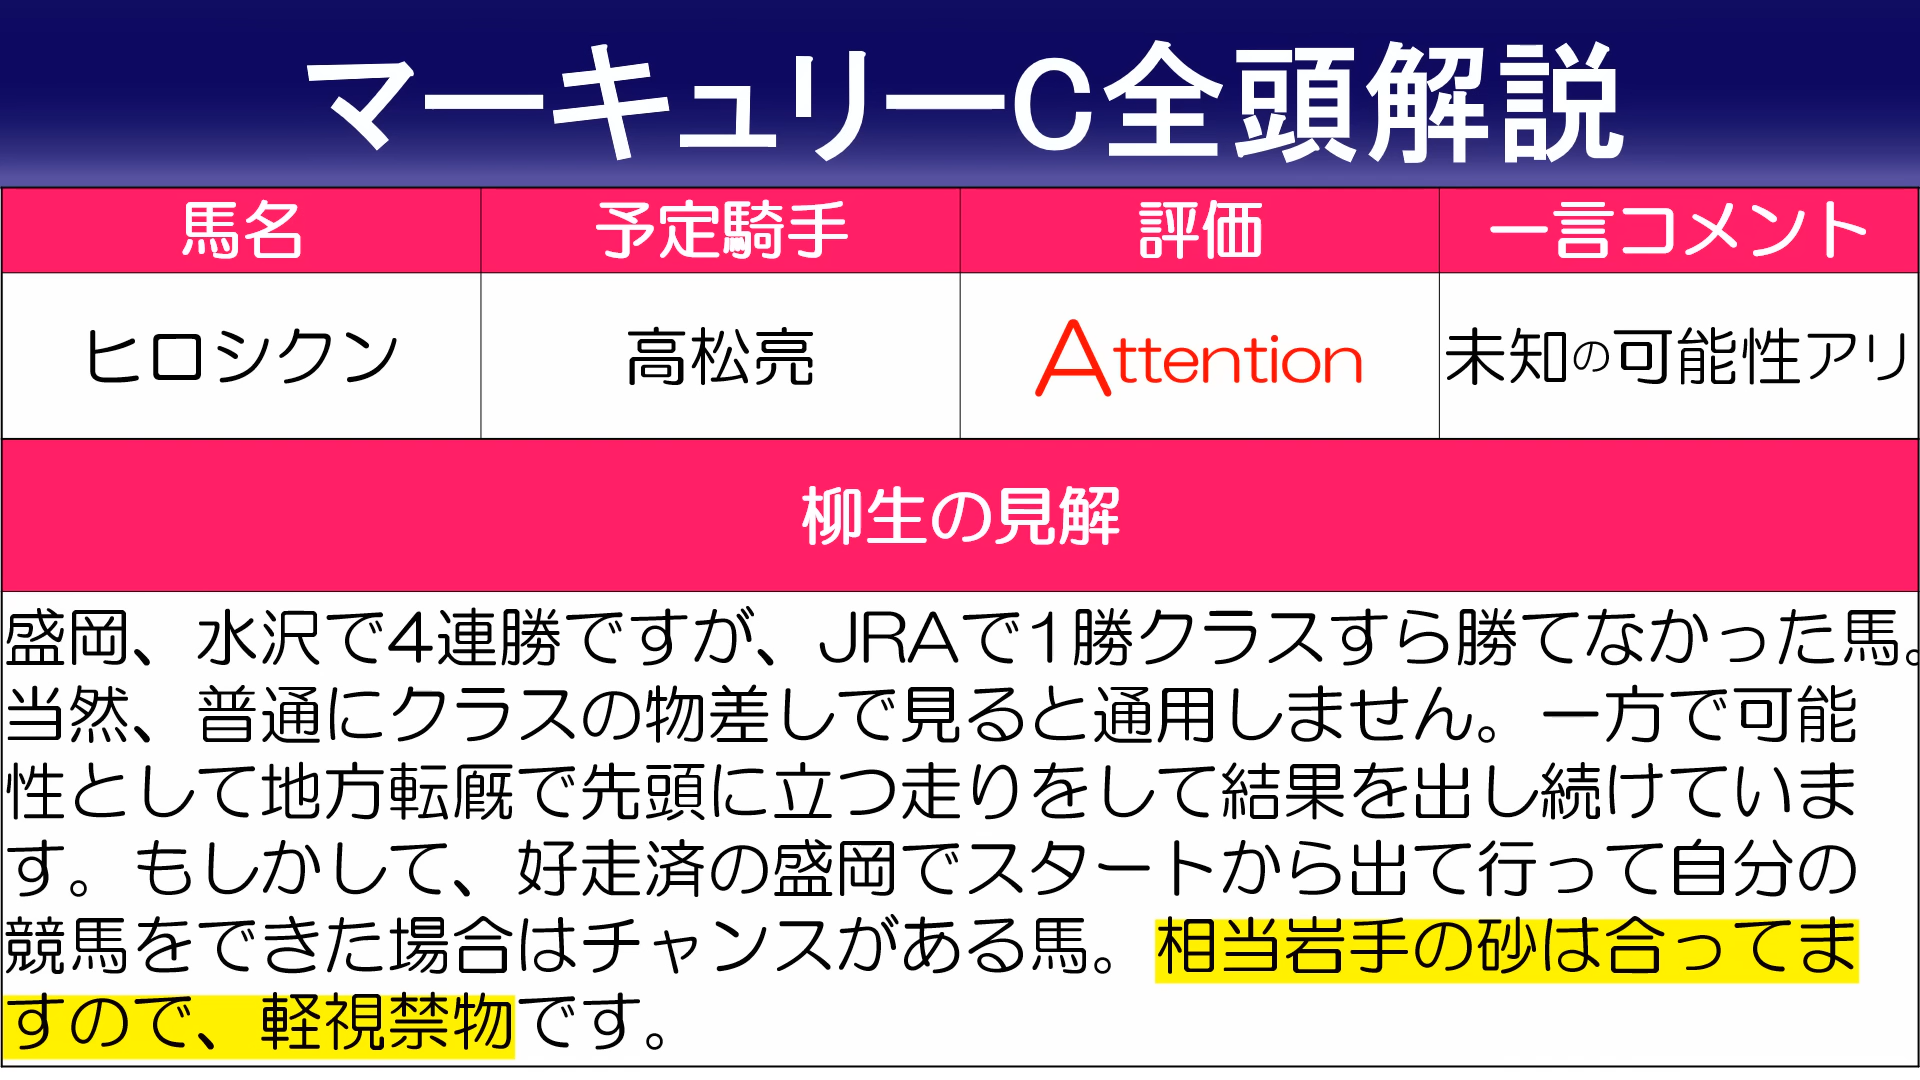 マーキュリーC全頭解説
馬名 予定騎手 評価 一言コメント
ヒロシクン 高松亮 Attention 未知の可能性アリ
柳生の見解
盛岡、水沢で4連勝ですが、JRAで1勝クラスすら勝てなかった馬。
当然、普通にクラスの物差しで見ると通用しません。一方で可能
性として地方転厩で先頭に立つ走りをして結果を出し続けていま
す。もしかして、好走済の盛岡でスタートから出て行って自分の
競馬をできた場合はチャンスがある馬。相当岩手の砂は合ってま
すので、軽視禁物です。